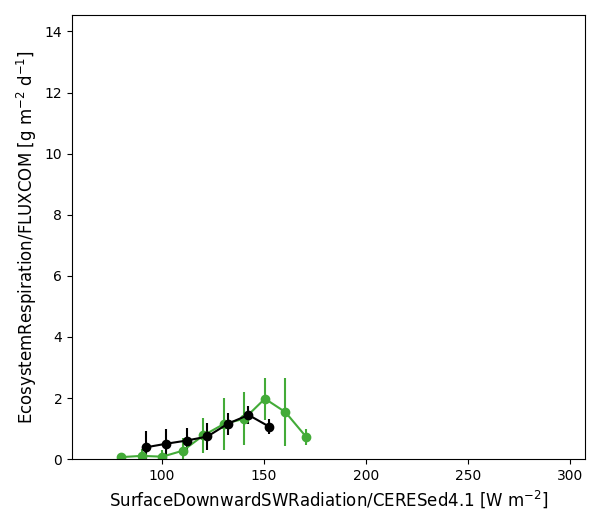 EcosystemRespiration/FLUXCOM [g m⁻² d⁻¹]
14
12
10
8
6
4
2
0
100 150 200 250 300
SurfaceDownwardSWRadiation/CERESed4.1 [W m⁻²]